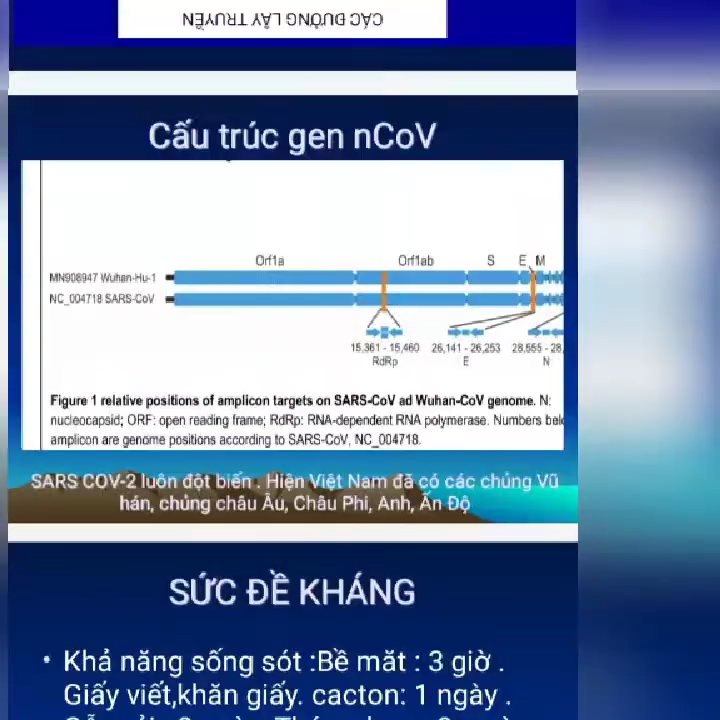 CÁC ĐƯỜNG LÂY TRUYỀN
Cấu trúc gen nCoV
Orf1a Orf1ab S E M
MN908947 Wuhan-Hu-1
NC_004718 SARS-CoV
15,361 - 15,460 26,141 - 26,253 28,555 - 28,
RdRp E N
Figure 1 relative positions of amplicon targets on SARS-CoV ad Wuhan-CoV genome. N:
nucleocapsid; ORF: open reading frame; RdRp: RNA-dependent RNA polymerase. Numbers
amplicon are genome positions according to SARS-CoV, NC_004718.
SARS COV-2 luôn đột biến . Hiện Việt Nam đã có các chủng Vũ
hán, chủng châu Âu, Châu Phi, Anh, Ấn Độ
SỨC ĐỀ KHÁNG
• Khả năng sống sót :Bề măt : 3 giờ .
Giấy viết,khăn giấy. cacton: 1 ngày .